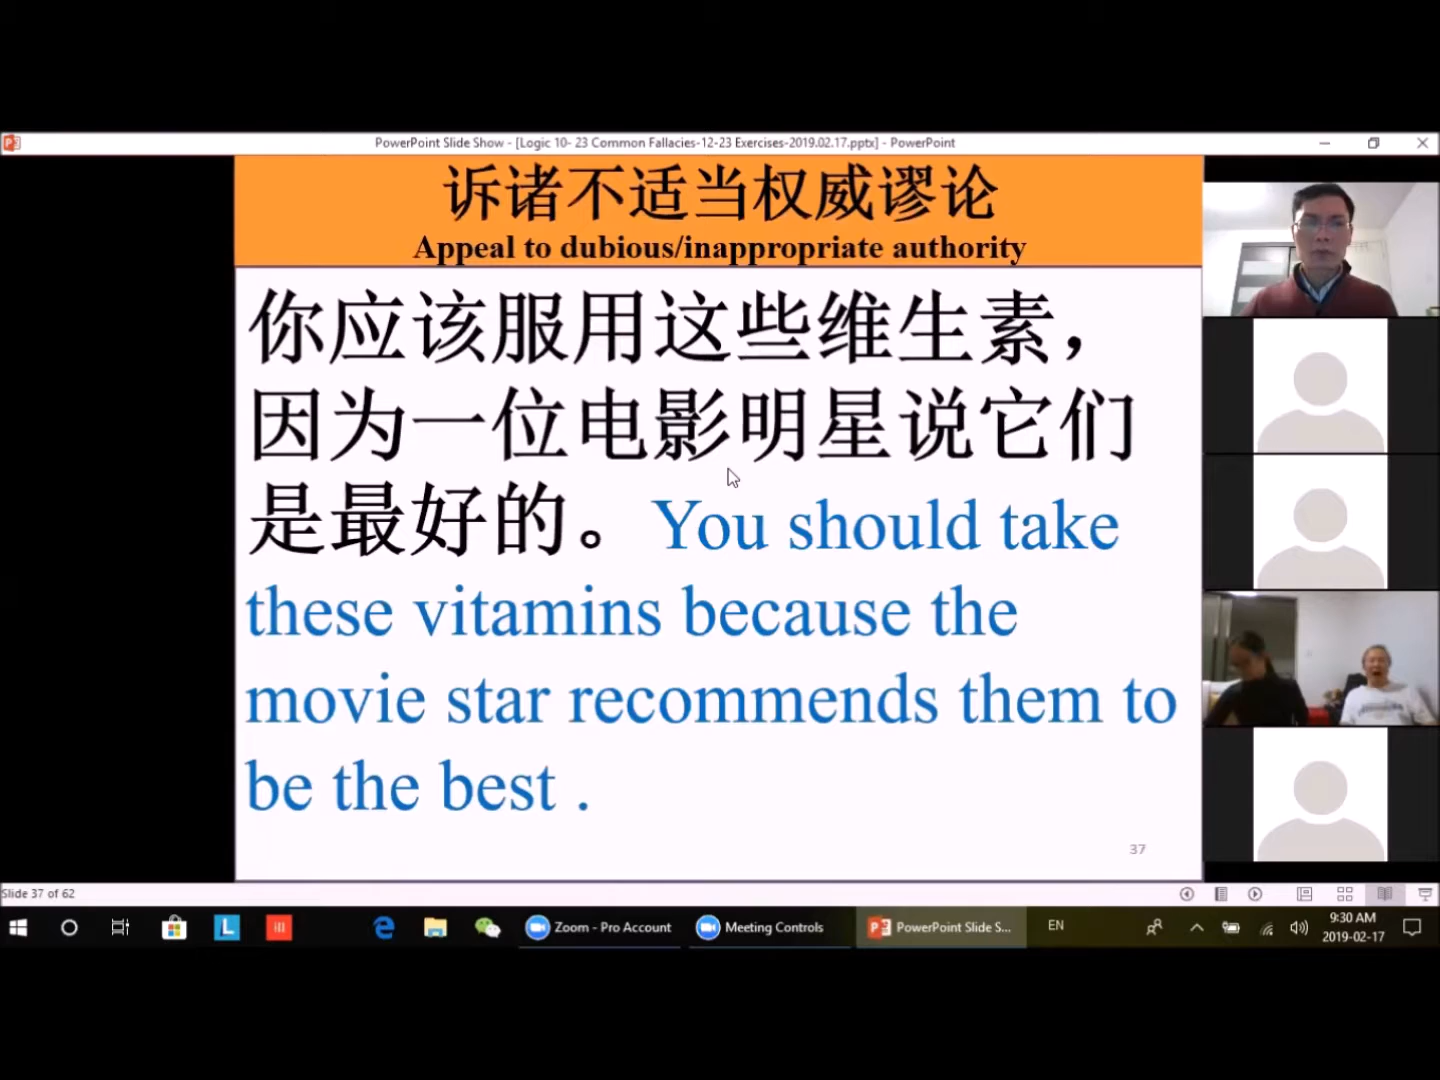 PowerPoint Slide Show - [Logic 10- 23 Common Fallacies-12-23 Exercises-2019.02.17.pptx] - PowerPoint
诉诸不适当权威谬论
Appeal to dubious/inappropriate authority
你应该服用这些维生素，
因为一位电影明星说它们
是最好的。You should take
these vitamins because the
movie star recommends them to
be the best .
37
Slide 37 of 62
Zoom - Pro Account
Meeting Controls
PowerPoint Slide S...
EN
9:30 AM
2019-02-17